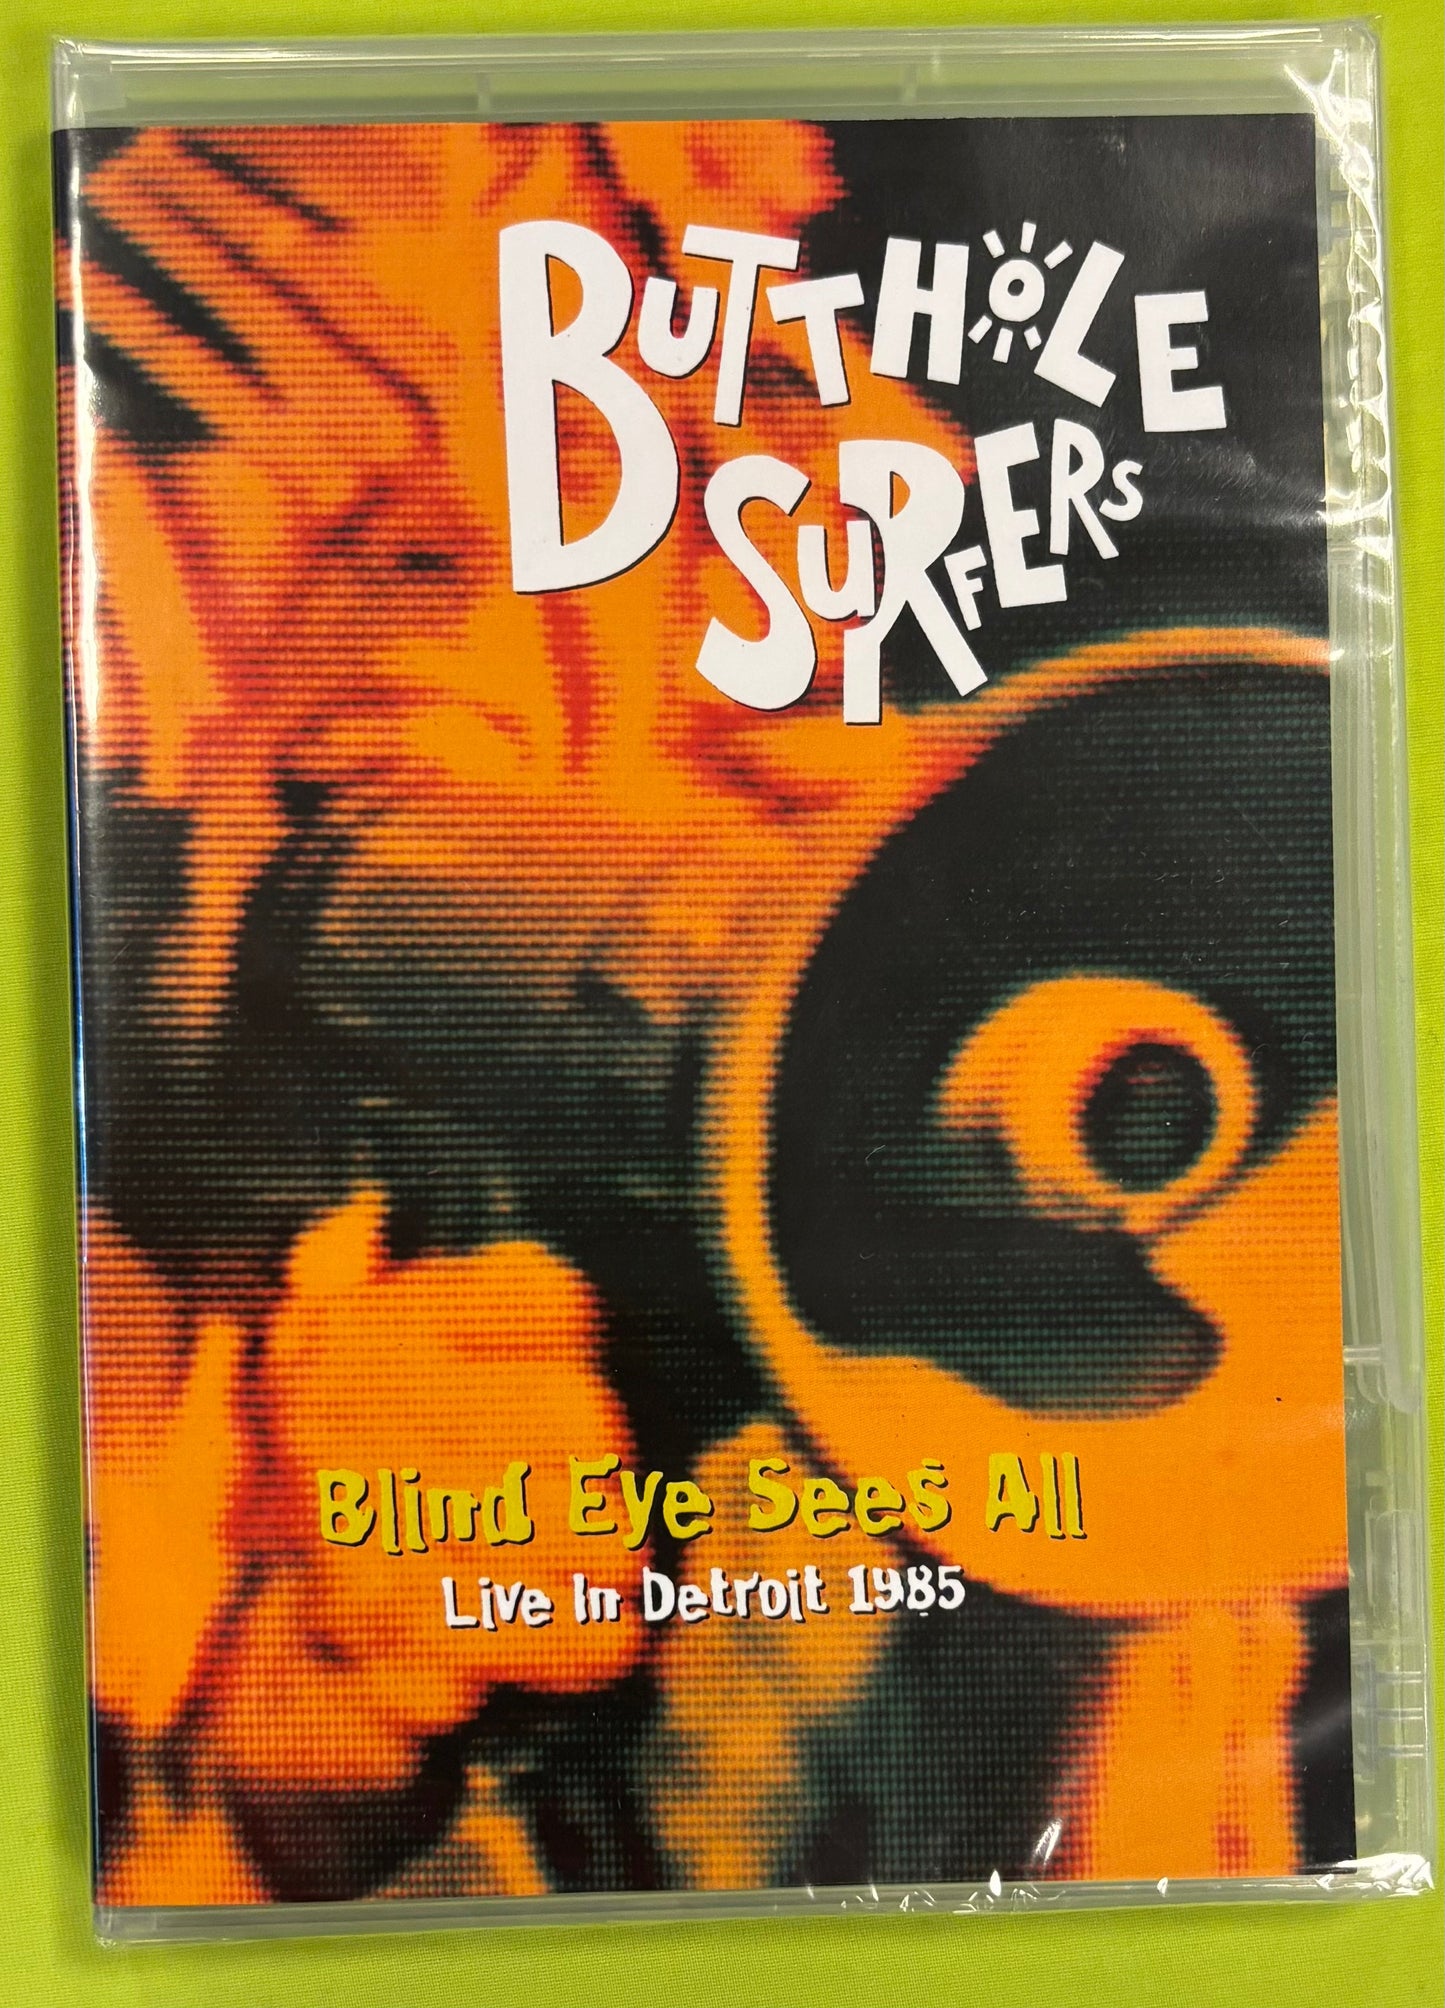 BUTTHOLE
SURFERS
Blind Eye Sees All
Live In Detroit 1985